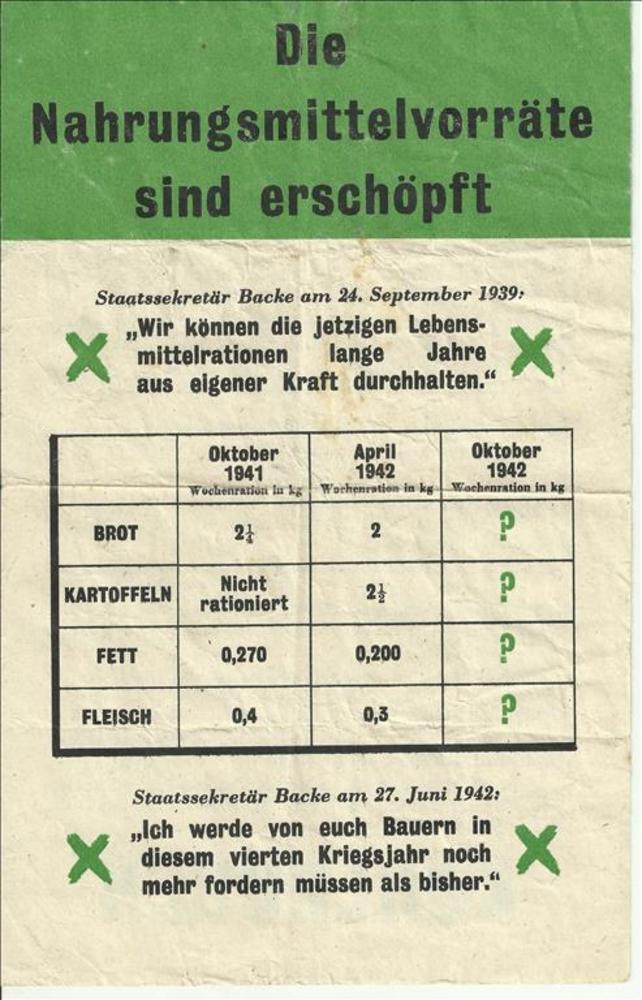 Die
Nahrungsmittelvorräte
sind erschöpft
Staatssekretär Backe am 24. September 1939:
„Wir können die jetzigen Lebens-
mittelrationen lange Jahre
aus eigener Kraft durchhalten.“
Oktober 1941 Wochenration in kg
April 1942 Wochenration in kg
Oktober 1942 Wochenration in kg
BROT 2¼ 2 ?
KARTOFFELN Nicht rationiert 2½ ?
FETT 0,270 0,200 ?
FLEISCH 0,4 0,3 ?
Staatssekretär Backe am 27. Juni 1942:
„Ich werde von euch Bauern in
diesem vierten Kriegsjahr noch
mehr fordern müssen als bisher.“